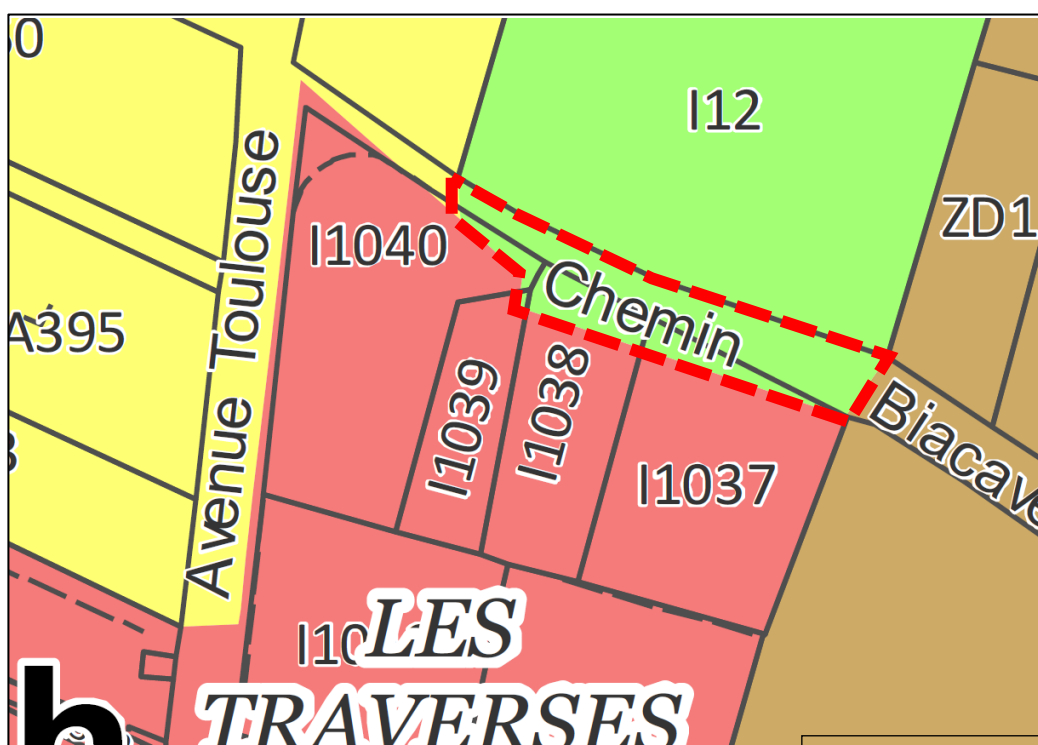 I12
ZD1
I1040
A395
Avenue Toulouse
Chemin
Biacave
I1039
I1038
I1037
LES
TRAVERSES